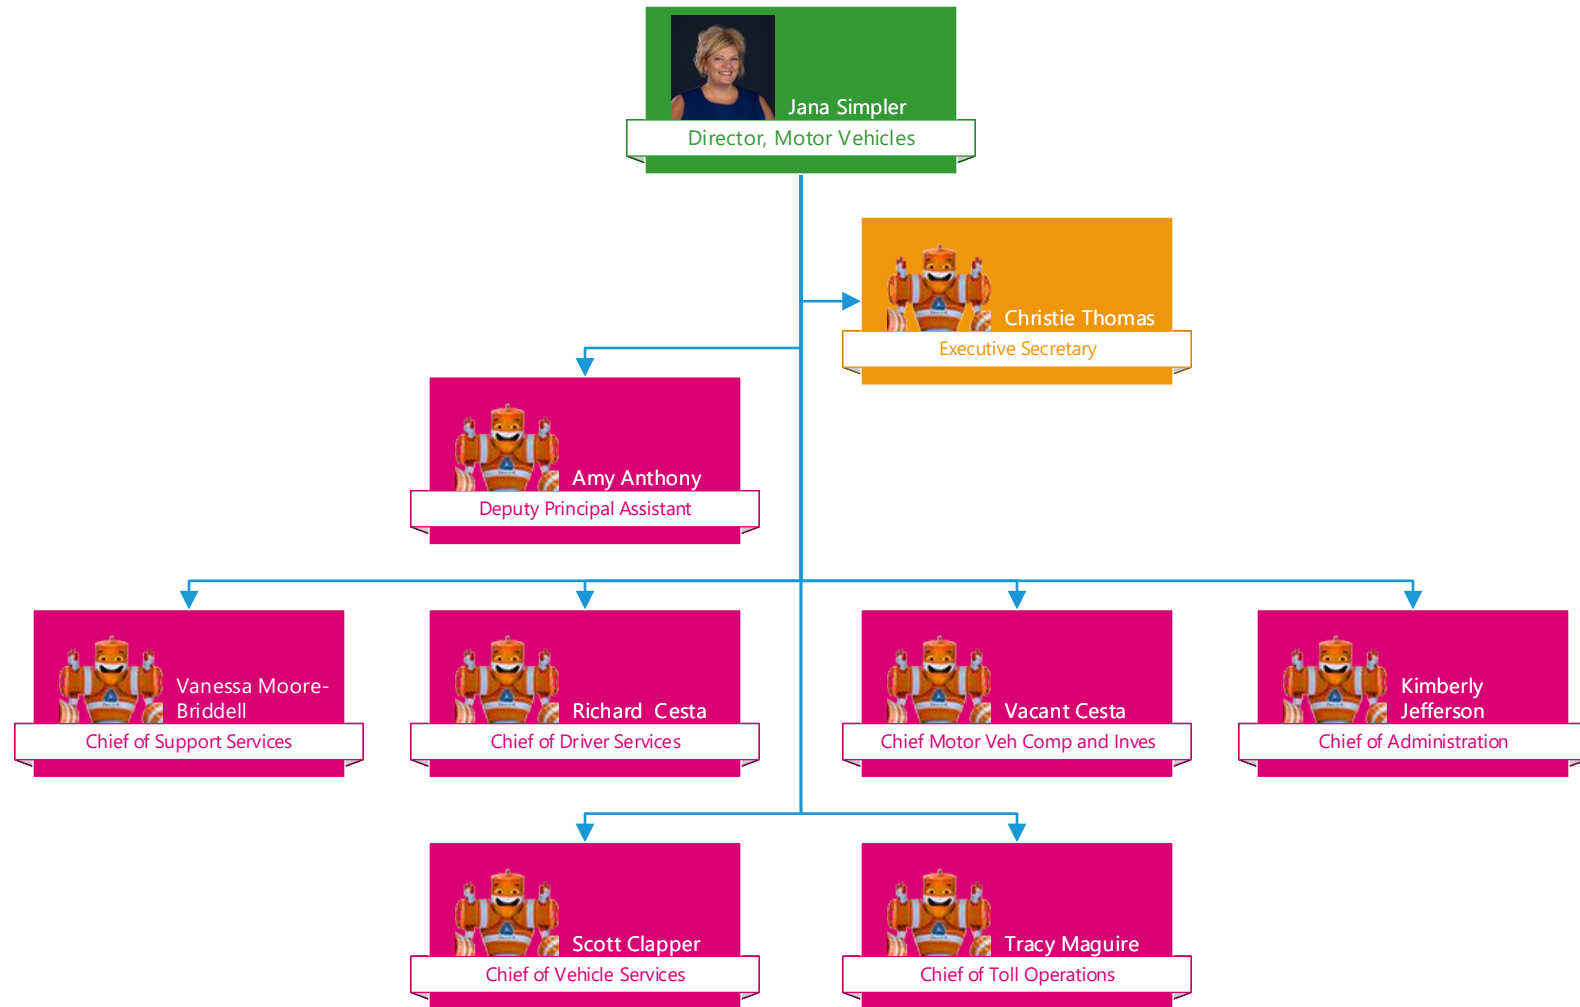 Jana Simpler
Director, Motor Vehicles
Christie Thomas
Executive Secretary
Amy Anthony
Deputy Principal Assistant
Vanessa Moore-
Briddell
Chief of Support Services
Richard  Cesta
Chief of Driver Services
Vacant Cesta
Chief Motor Veh Comp and Inves
Kimberly
Jefferson
Chief of Administration
Scott Clapper
Chief of Vehicle Services
Tracy Maguire
Chief of Toll Operations